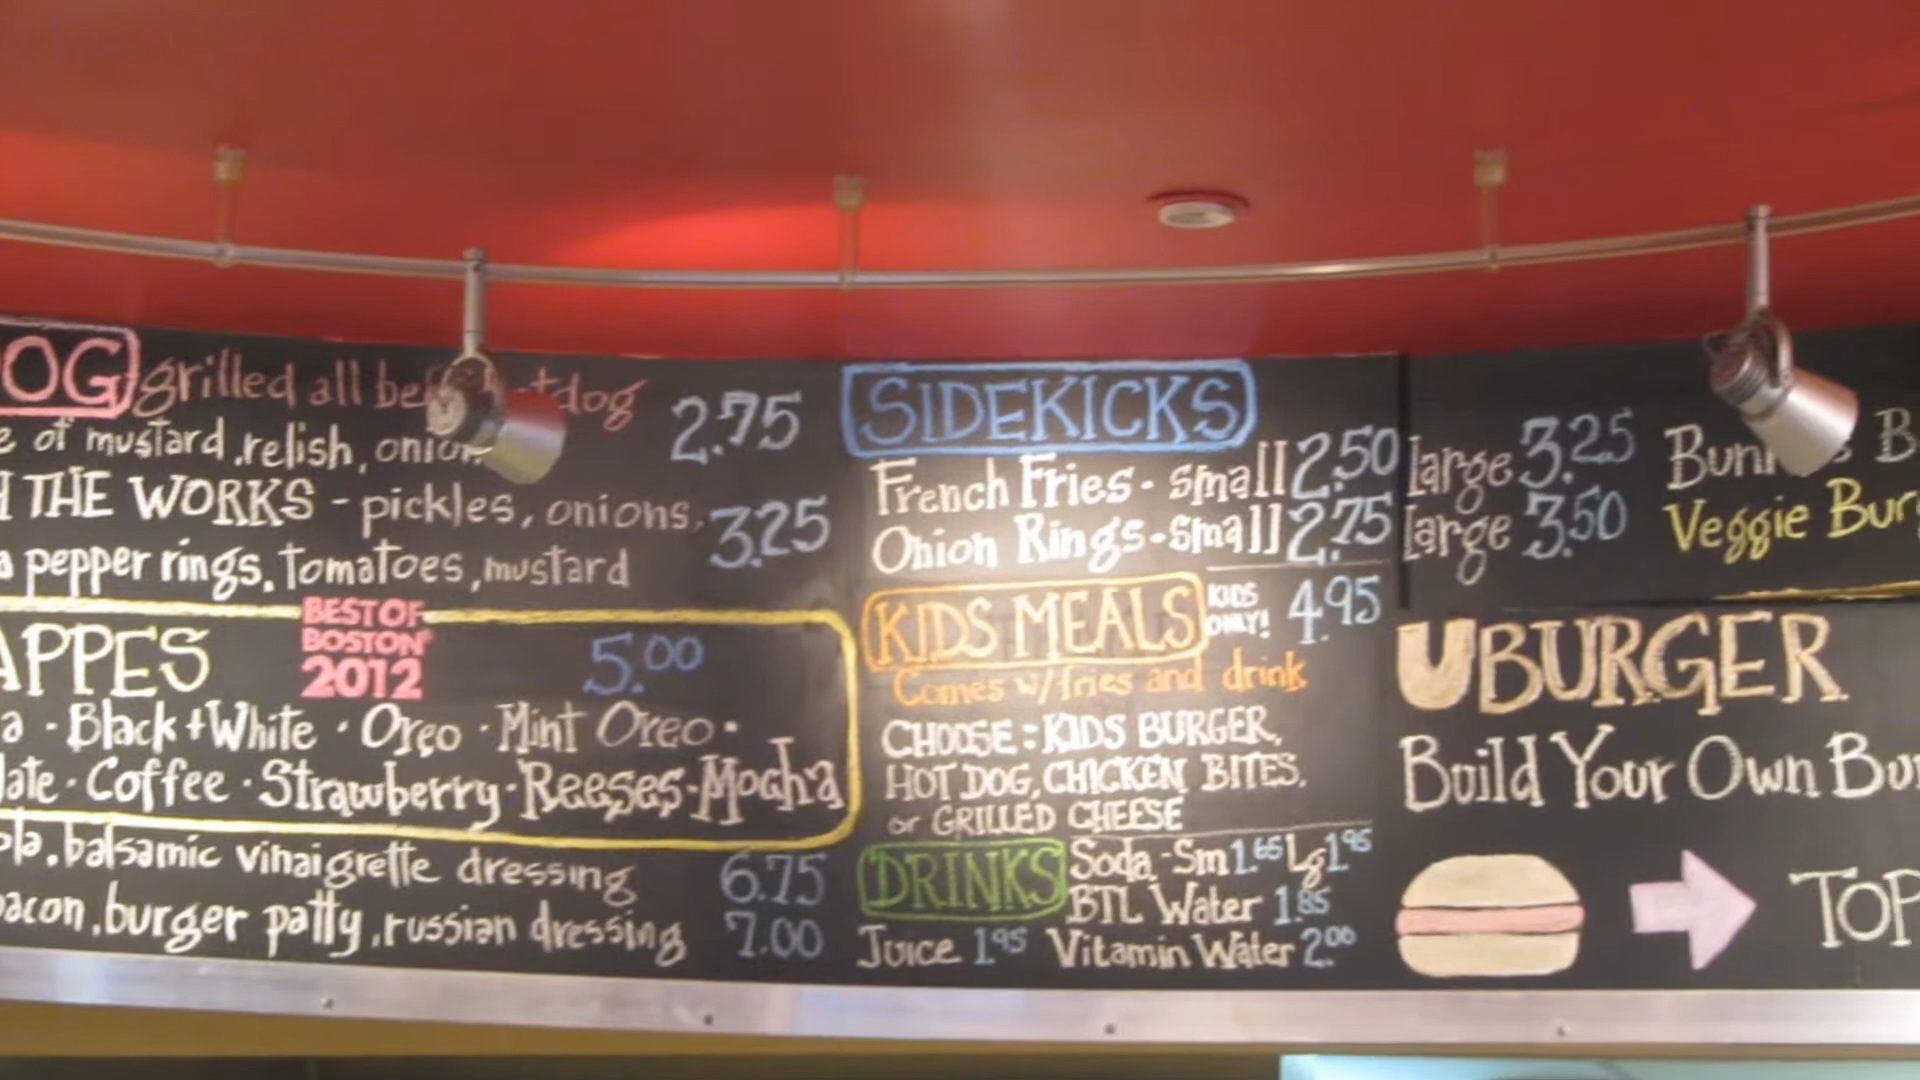 OG grilled all beef hotdog 2.75
e of mustard, relish, onion
H THE WORKS - pickles, onions, 3.25
a pepper rings, tomatoes, mustard
APPES BEST OF BOSTON 2012 5.00
a · Black + White · Oreo · Mint Oreo ·
late · Coffee · Strawberry · Reeses · Mocha
ola, balsamic vinaigrette dressing 6.75
bacon, burger patty, russian dressing 7.00
SIDEKICKS
French Fries - small 2.50 large 3.25
Onion Rings - small 2.75 large 3.50
KIDS MEALS KIDS ONLY! 4.95
Comes w/fries and drink
CHOOSE: KIDS BURGER,
HOT DOG, CHICKEN BITES,
or GRILLED CHEESE
DRINKS Soda - Sm 1.65 Lg 1.95
BTL Water 1.85
Juice 1.95 Vitamin Water 2.00
B
Veggie Burg
UBURGER
Build Your Own Bur
TOP